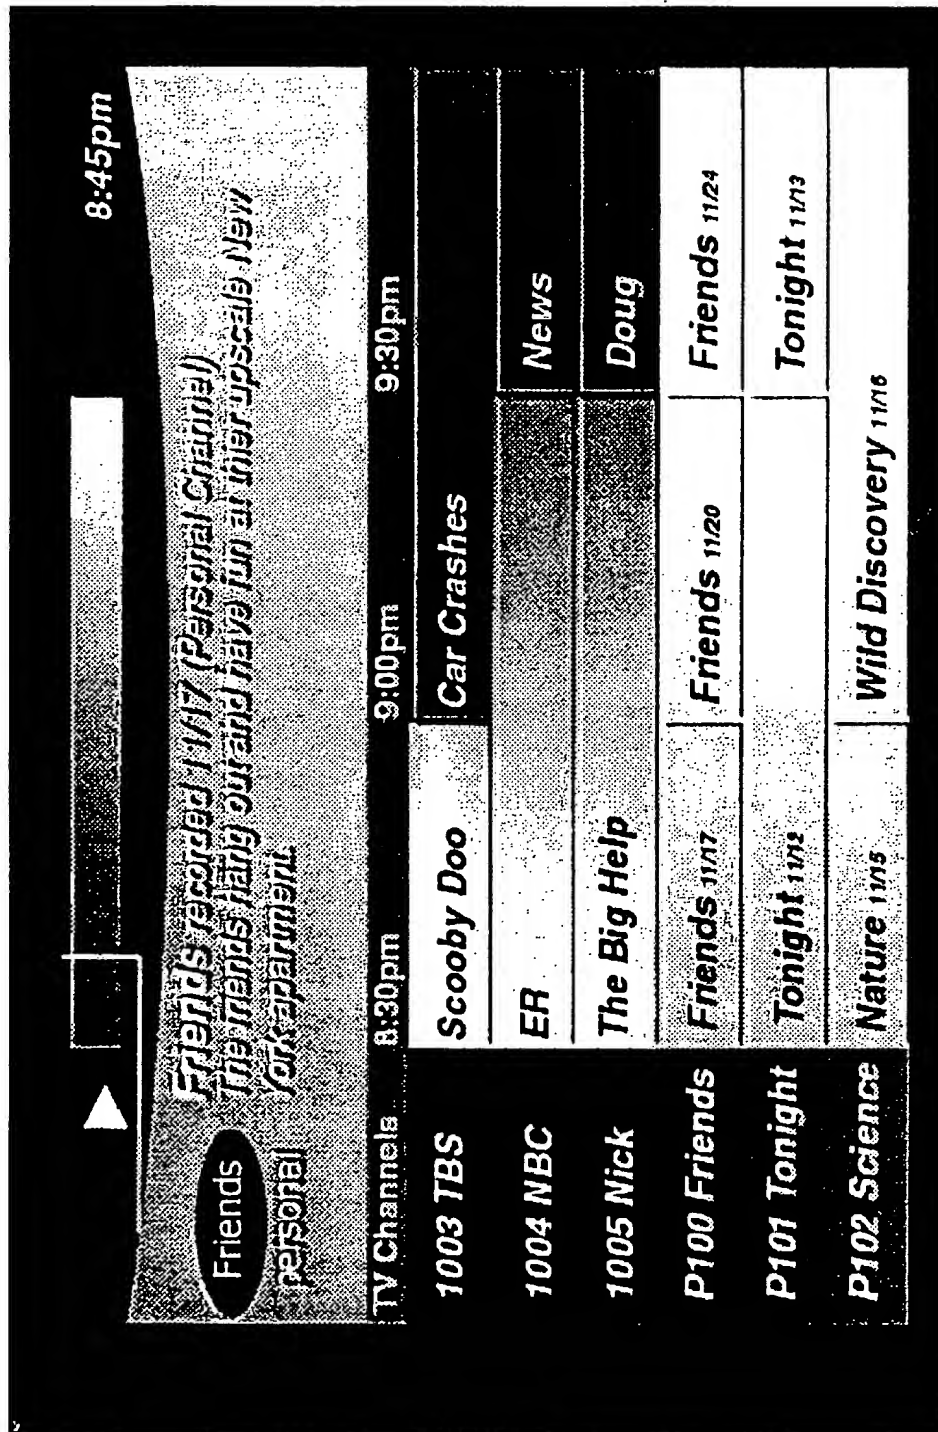 8:45pm
Friends recorded 11/17 (Personal Channel)
The friends hang out and have fun at their upscale New
York apartment.
Friends
personal
TV Channels 8:30pm 9:00pm 9:30pm
1003 TBS Scooby Doo Car Crashes
1004 NBC ER News
1005 Nick The Big Help Doug
P100 Friends Friends 11/17 Friends 11/20 Friends 11/24
P101 Tonight Tonight 11/12 Tonight 11/13
P102 Science Nature 11/15 Wild Discovery 11/16